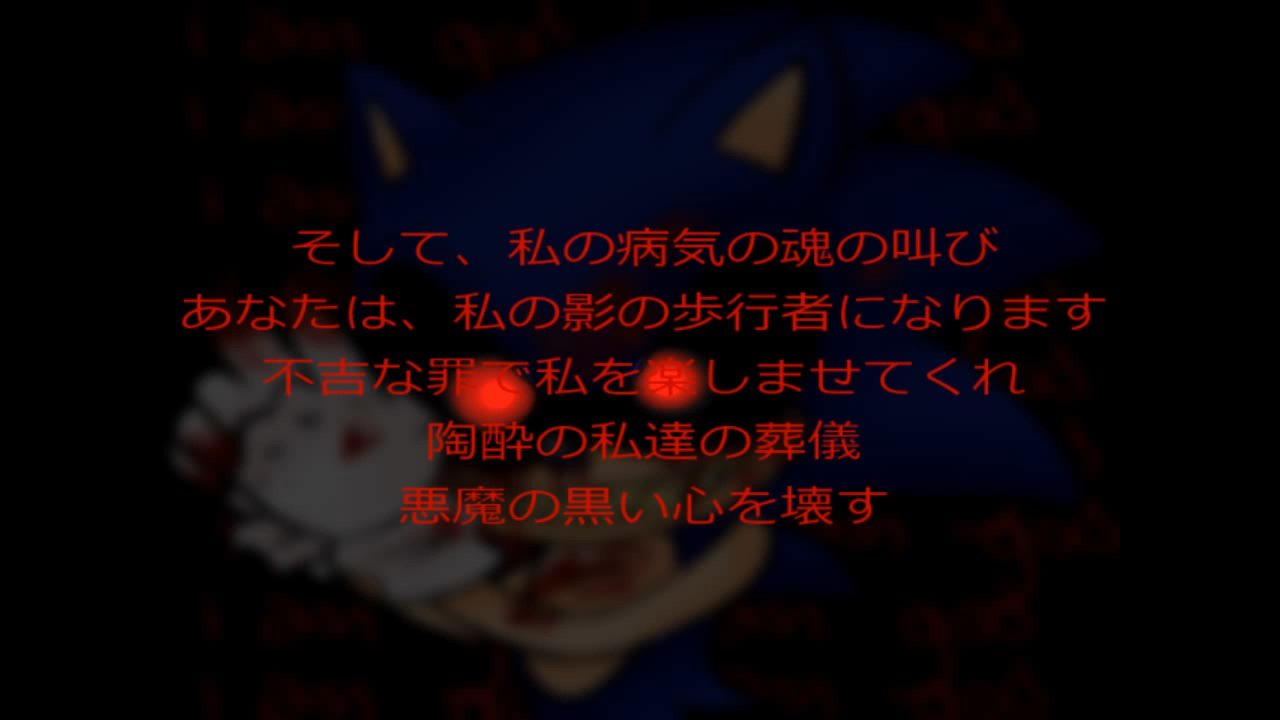 そして、私の病気の魂の叫び
あなたは、私の影の歩行者になります
不吉な罪で私を楽しませてくれ
陶酔の私達の葬儀
悪魔の黒い心を壊す